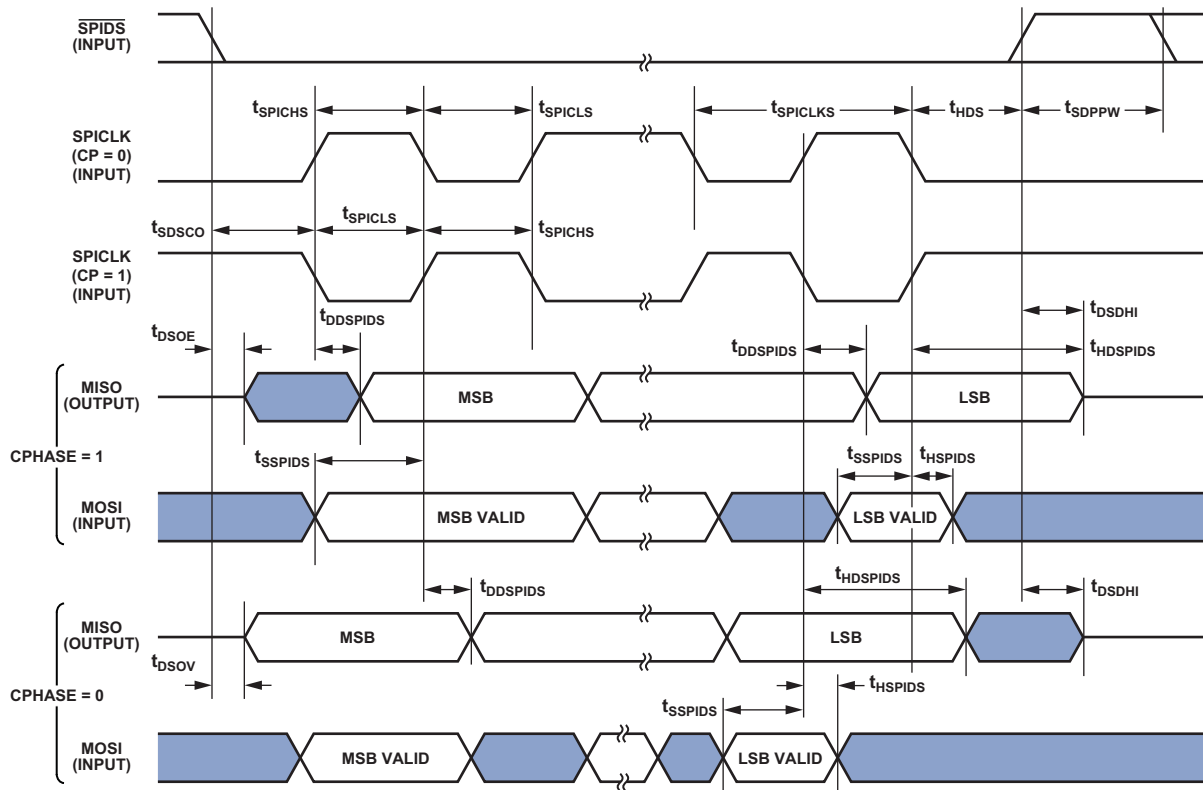 SPIDS
(INPUT)
tSPICHS
tSPICLS
tSPICLKS
tHDS
tSDPPW
SPICLK
(CP = 0)
(INPUT)
tSDSCO
tSPICLS
tSPICHS
SPICLK
(CP = 1)
(INPUT)
tDSOE
tDDSPIDS
tDDSPIDS
tDSDHI
tHDSPIDS
MISO
(OUTPUT)
MSB
LSB
CPHASE = 1
tSSPIDS
tSSPIDS
tHSPIDS
MOSI
(INPUT)
MSB VALID
LSB VALID
tDDSPIDS
tHDSPIDS
tDSDHI
MISO
(OUTPUT)
MSB
LSB
tDSOV
CPHASE = 0
tSSPIDS
tHSPIDS
MOSI
(INPUT)
MSB VALID
LSB VALID